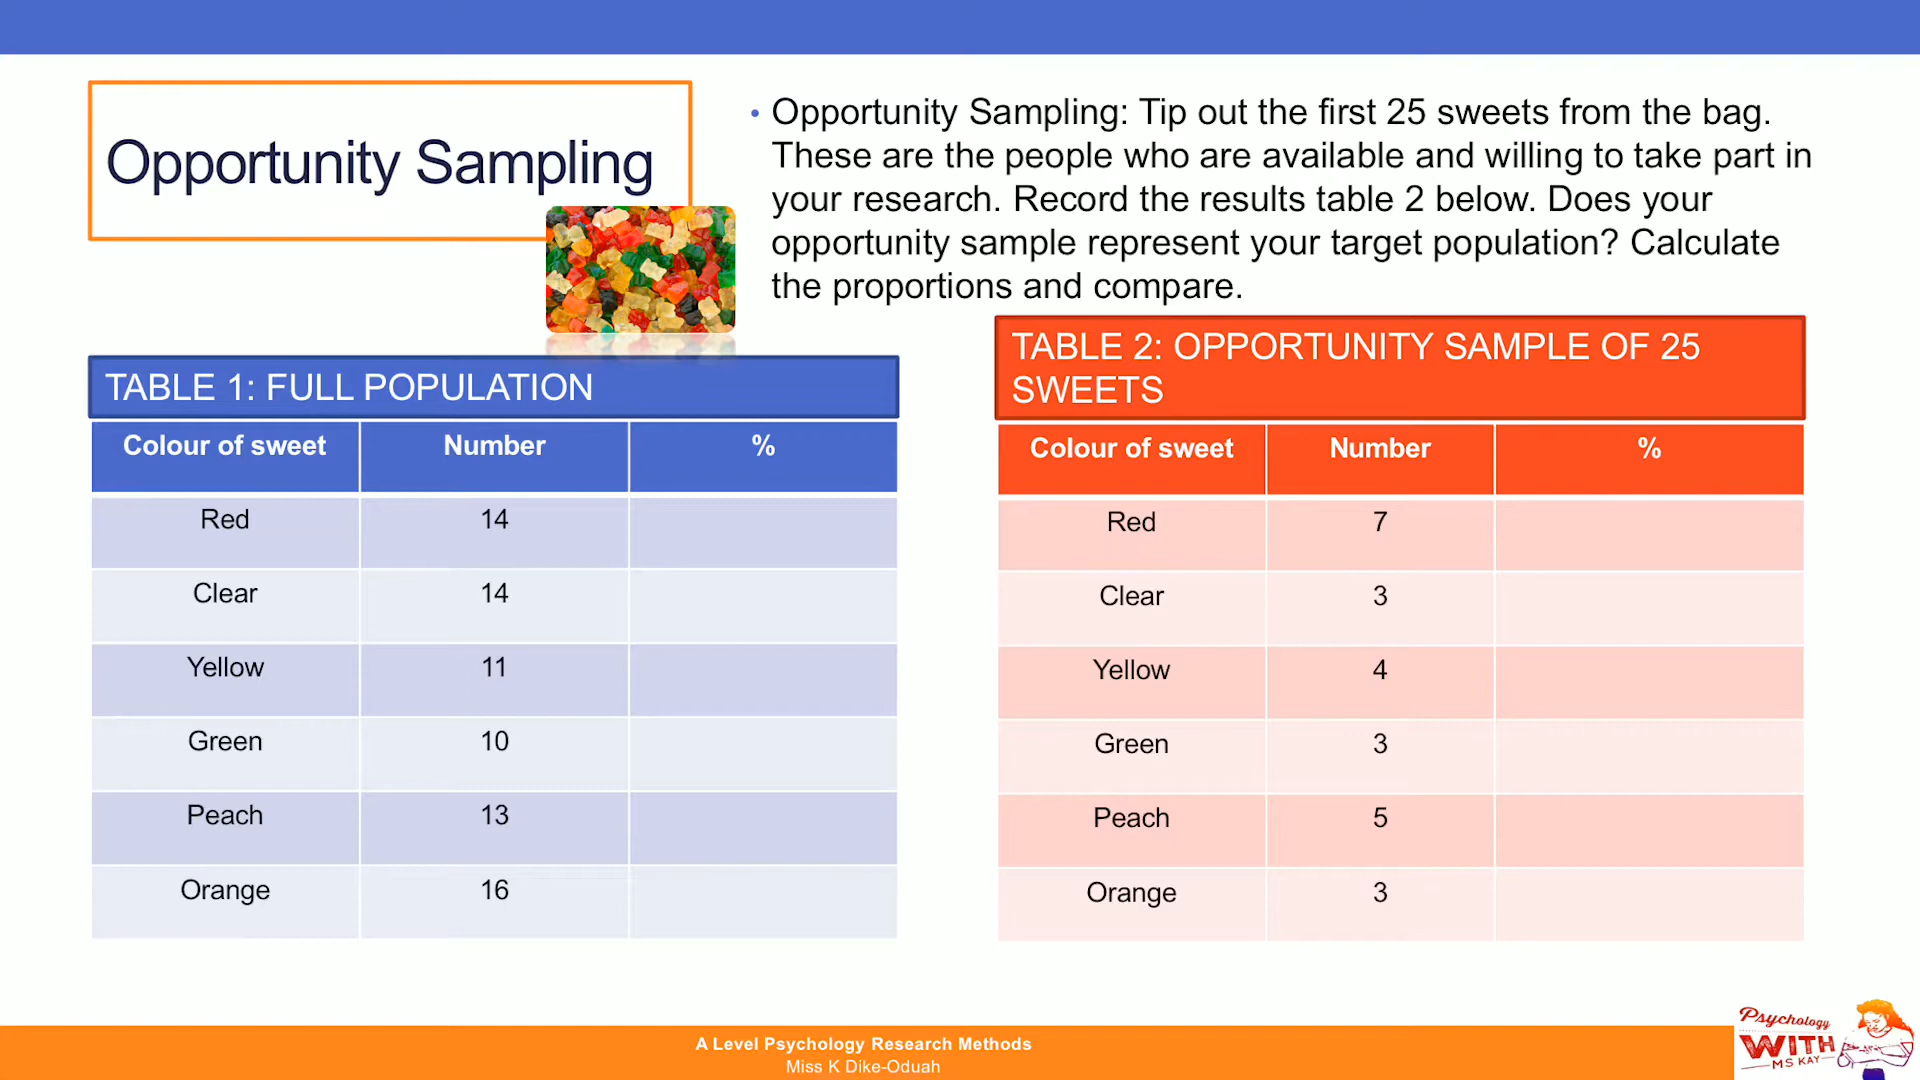 Opportunity Sampling
• Opportunity Sampling: Tip out the first 25 sweets from the bag.
These are the people who are available and willing to take part in
your research. Record the results table 2 below. Does your
opportunity sample represent your target population? Calculate
the proportions and compare.
TABLE 1: FULL POPULATION
Colour of sweet Number %
Red 14
Clear 14
Yellow 11
Green 10
Peach 13
Orange 16
TABLE 2: OPPORTUNITY SAMPLE OF 25
SWEETS
Colour of sweet Number %
Red 7
Clear 3
Yellow 4
Green 3
Peach 5
Orange 3
A Level Psychology Research Methods
Miss K Dike-Oduah
Psychology
WITH
MS KAY